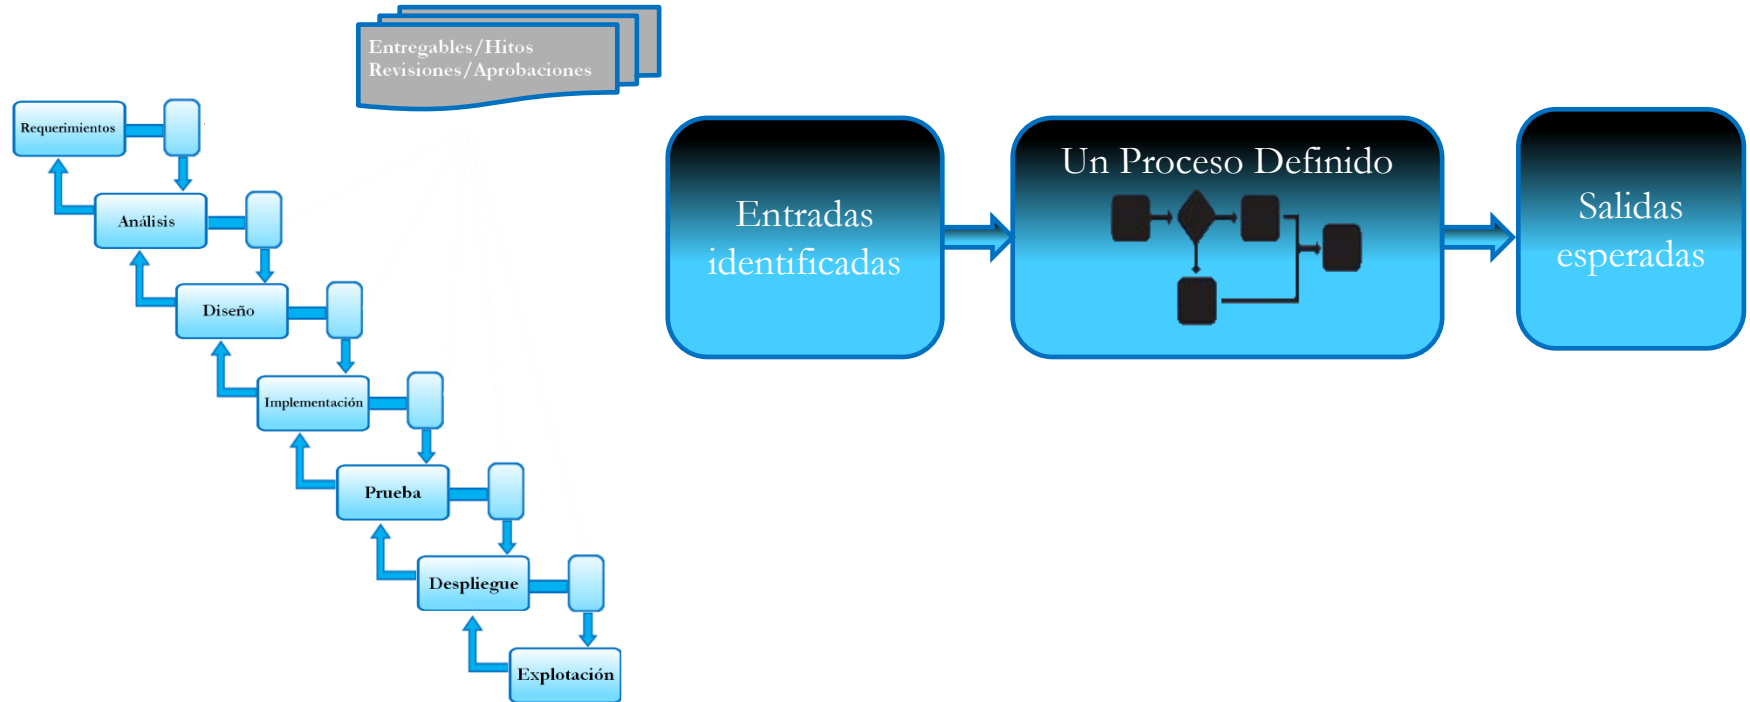 Entregables/Hitos
Revisiones/Aprobaciones
Requerimientos
Análisis
Diseño
Implementación
Prueba
Despliegue
Explotación
Entradas
identificadas
Un Proceso Definido
Salidas
esperadas